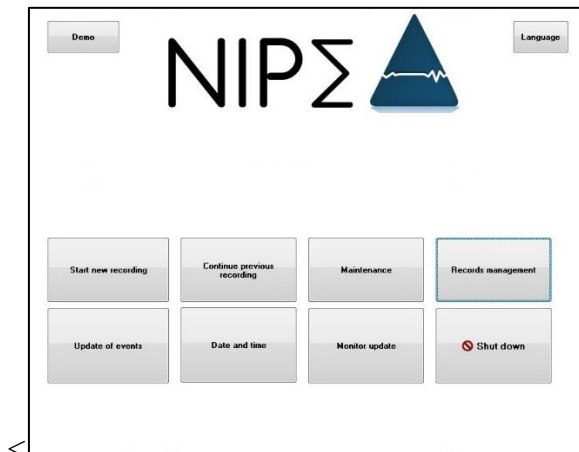 Demo
Language
NIPΣ
Start new recording
Continue previous
recording
Maintenance
Records management
Update of events
Date and time
Monitor update
Shut down
<